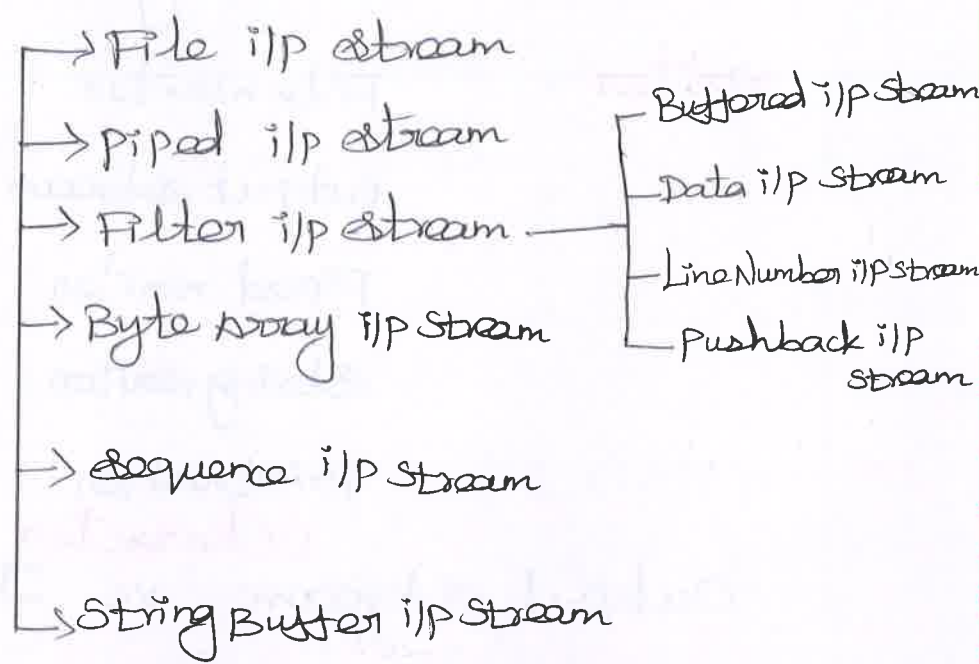 File i/p stream
Piped i/p stream
Filter i/p stream
Buffered i/p stream
Data i/p stream
LineNumber i/p stream
Pushback i/p
stream
Byte Array i/p stream
Sequence i/p stream
String Buffer i/p stream